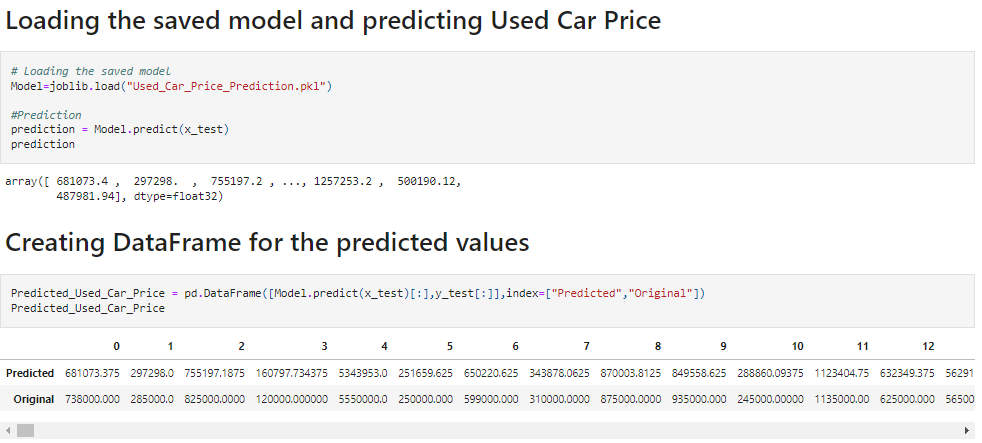 Loading the saved model and predicting Used Car Price
# Loading the saved model
Model=joblib.load("Used_Car_Price_Prediction.pkl")
#Prediction
prediction = Model.predict(x_test)
prediction
array([ 681073.4 ,  297298.  ,  755197.2 , ..., 1257253.2 ,  500190.12,
487981.94], dtype=float32)
Creating DataFrame for the predicted values
Predicted_Used_Car_Price = pd.DataFrame([Model.predict(x_test)[:],y_test[:]],index=["Predicted","Original"])
Predicted_Used_Car_Price
0 1 2 3 4 5 6 7 8 9 10 11 12
Predicted 681073.375 297298.0 755197.1875 160797.734375 5343953.0 251659.625 650220.625 343878.0625 870003.8125 849558.625 288860.09375 1123404.75 632349.375 56291
Original 738000.000 285000.0 825000.0000 120000.000000 5550000.0 250000.000 599000.000 310000.0000 875000.0000 935000.000 245000.00000 1135000.00 625000.000 56500